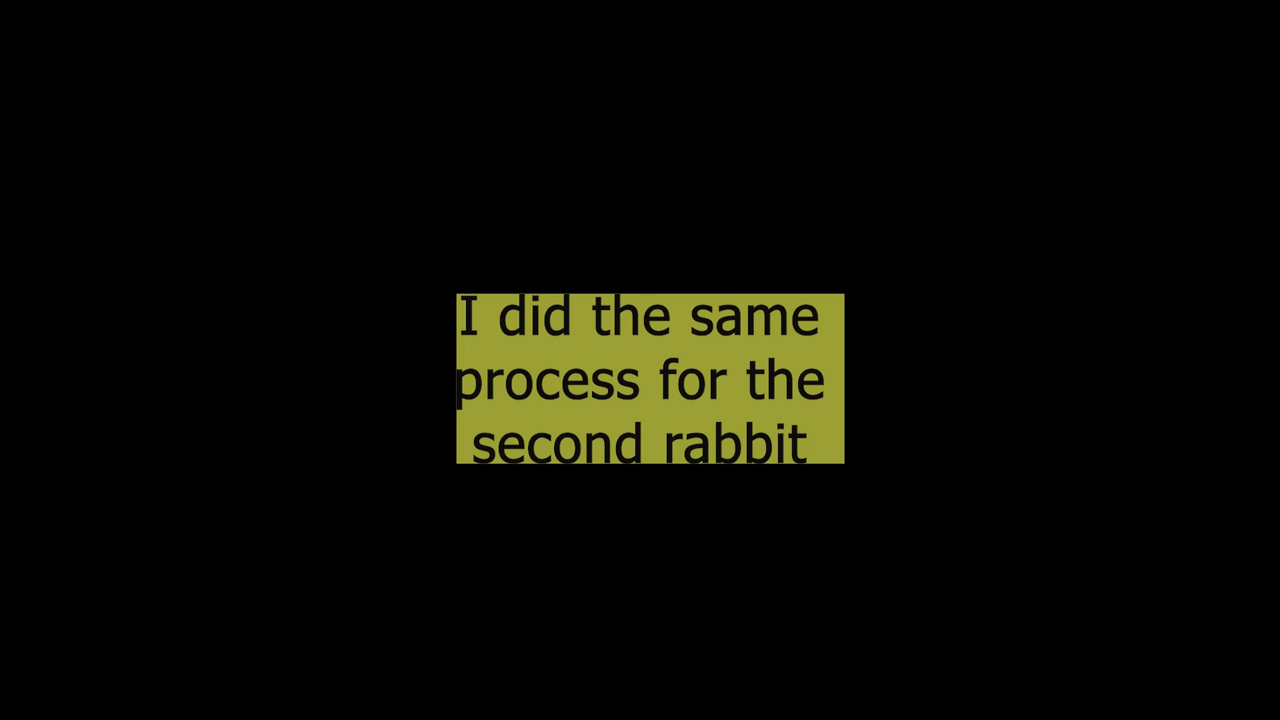 I did the same
process for the
second rabbit